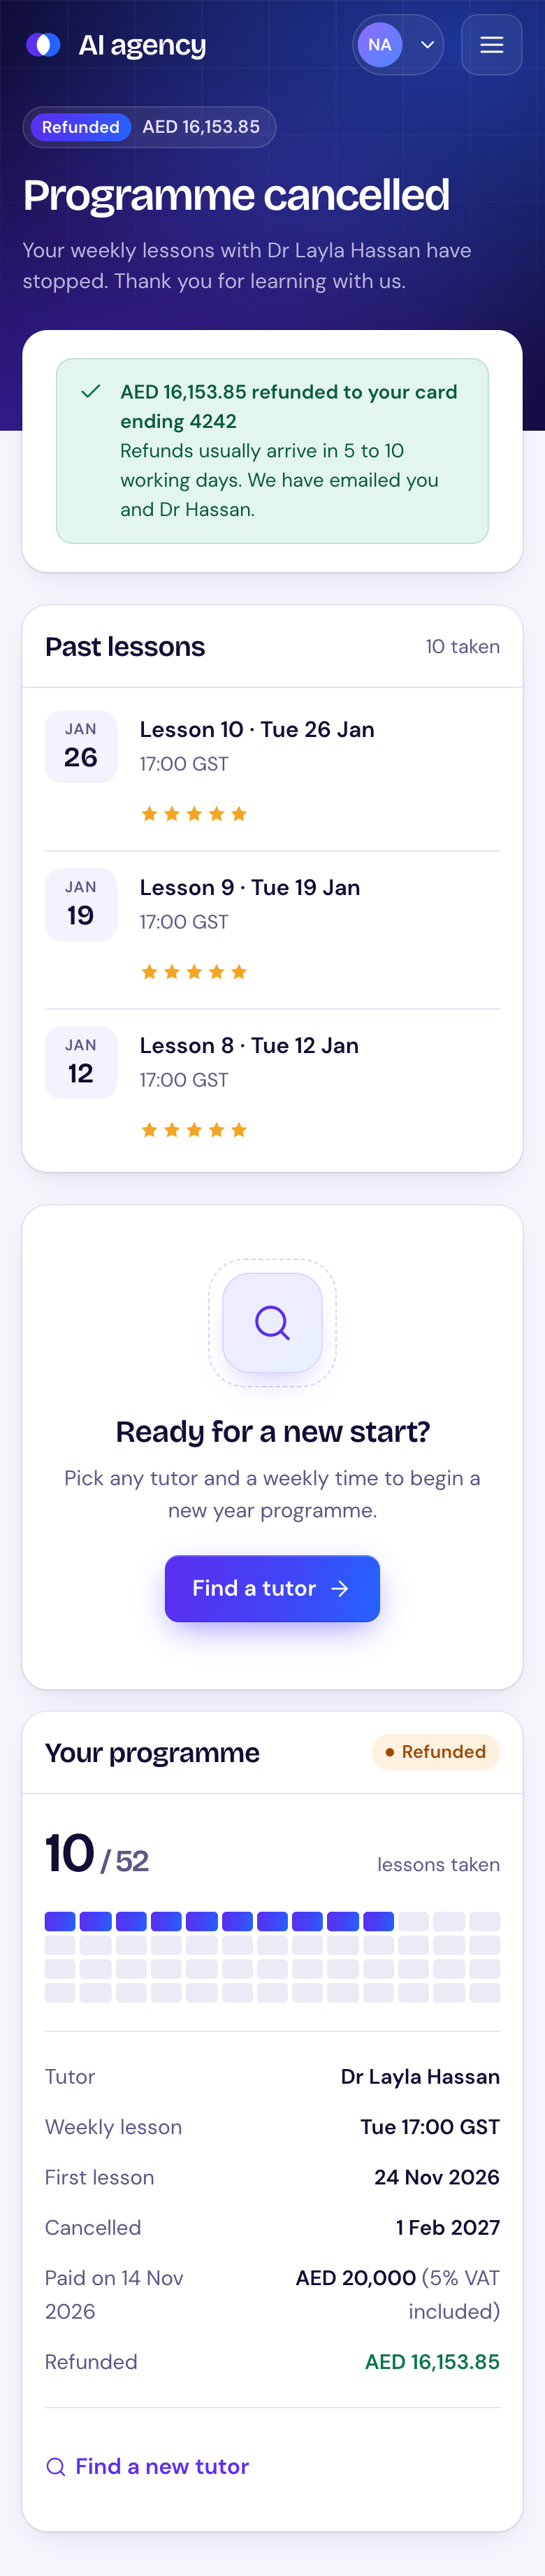 AI agency
NA
Refunded AED 16,153.85
Programme cancelled
Your weekly lessons with Dr Layla Hassan have
stopped. Thank you for learning with us.
AED 16,153.85 refunded to your card
ending 4242
Refunds usually arrive in 5 to 10
working days. We have emailed you
and Dr Hassan.
Past lessons
10 taken
JAN
26
Lesson 10 · Tue 26 Jan
17:00 GST
JAN
19
Lesson 9 · Tue 19 Jan
17:00 GST
JAN
12
Lesson 8 · Tue 12 Jan
17:00 GST
Ready for a new start?
Pick any tutor and a weekly time to begin a
new year programme.
Find a tutor
Your programme
Refunded
10 / 52
lessons taken
Tutor
Dr Layla Hassan
Weekly lesson
Tue 17:00 GST
First lesson
24 Nov 2026
Cancelled
1 Feb 2027
Paid on 14 Nov
2026
AED 20,000 (5% VAT
included)
Refunded
AED 16,153.85
Find a new tutor